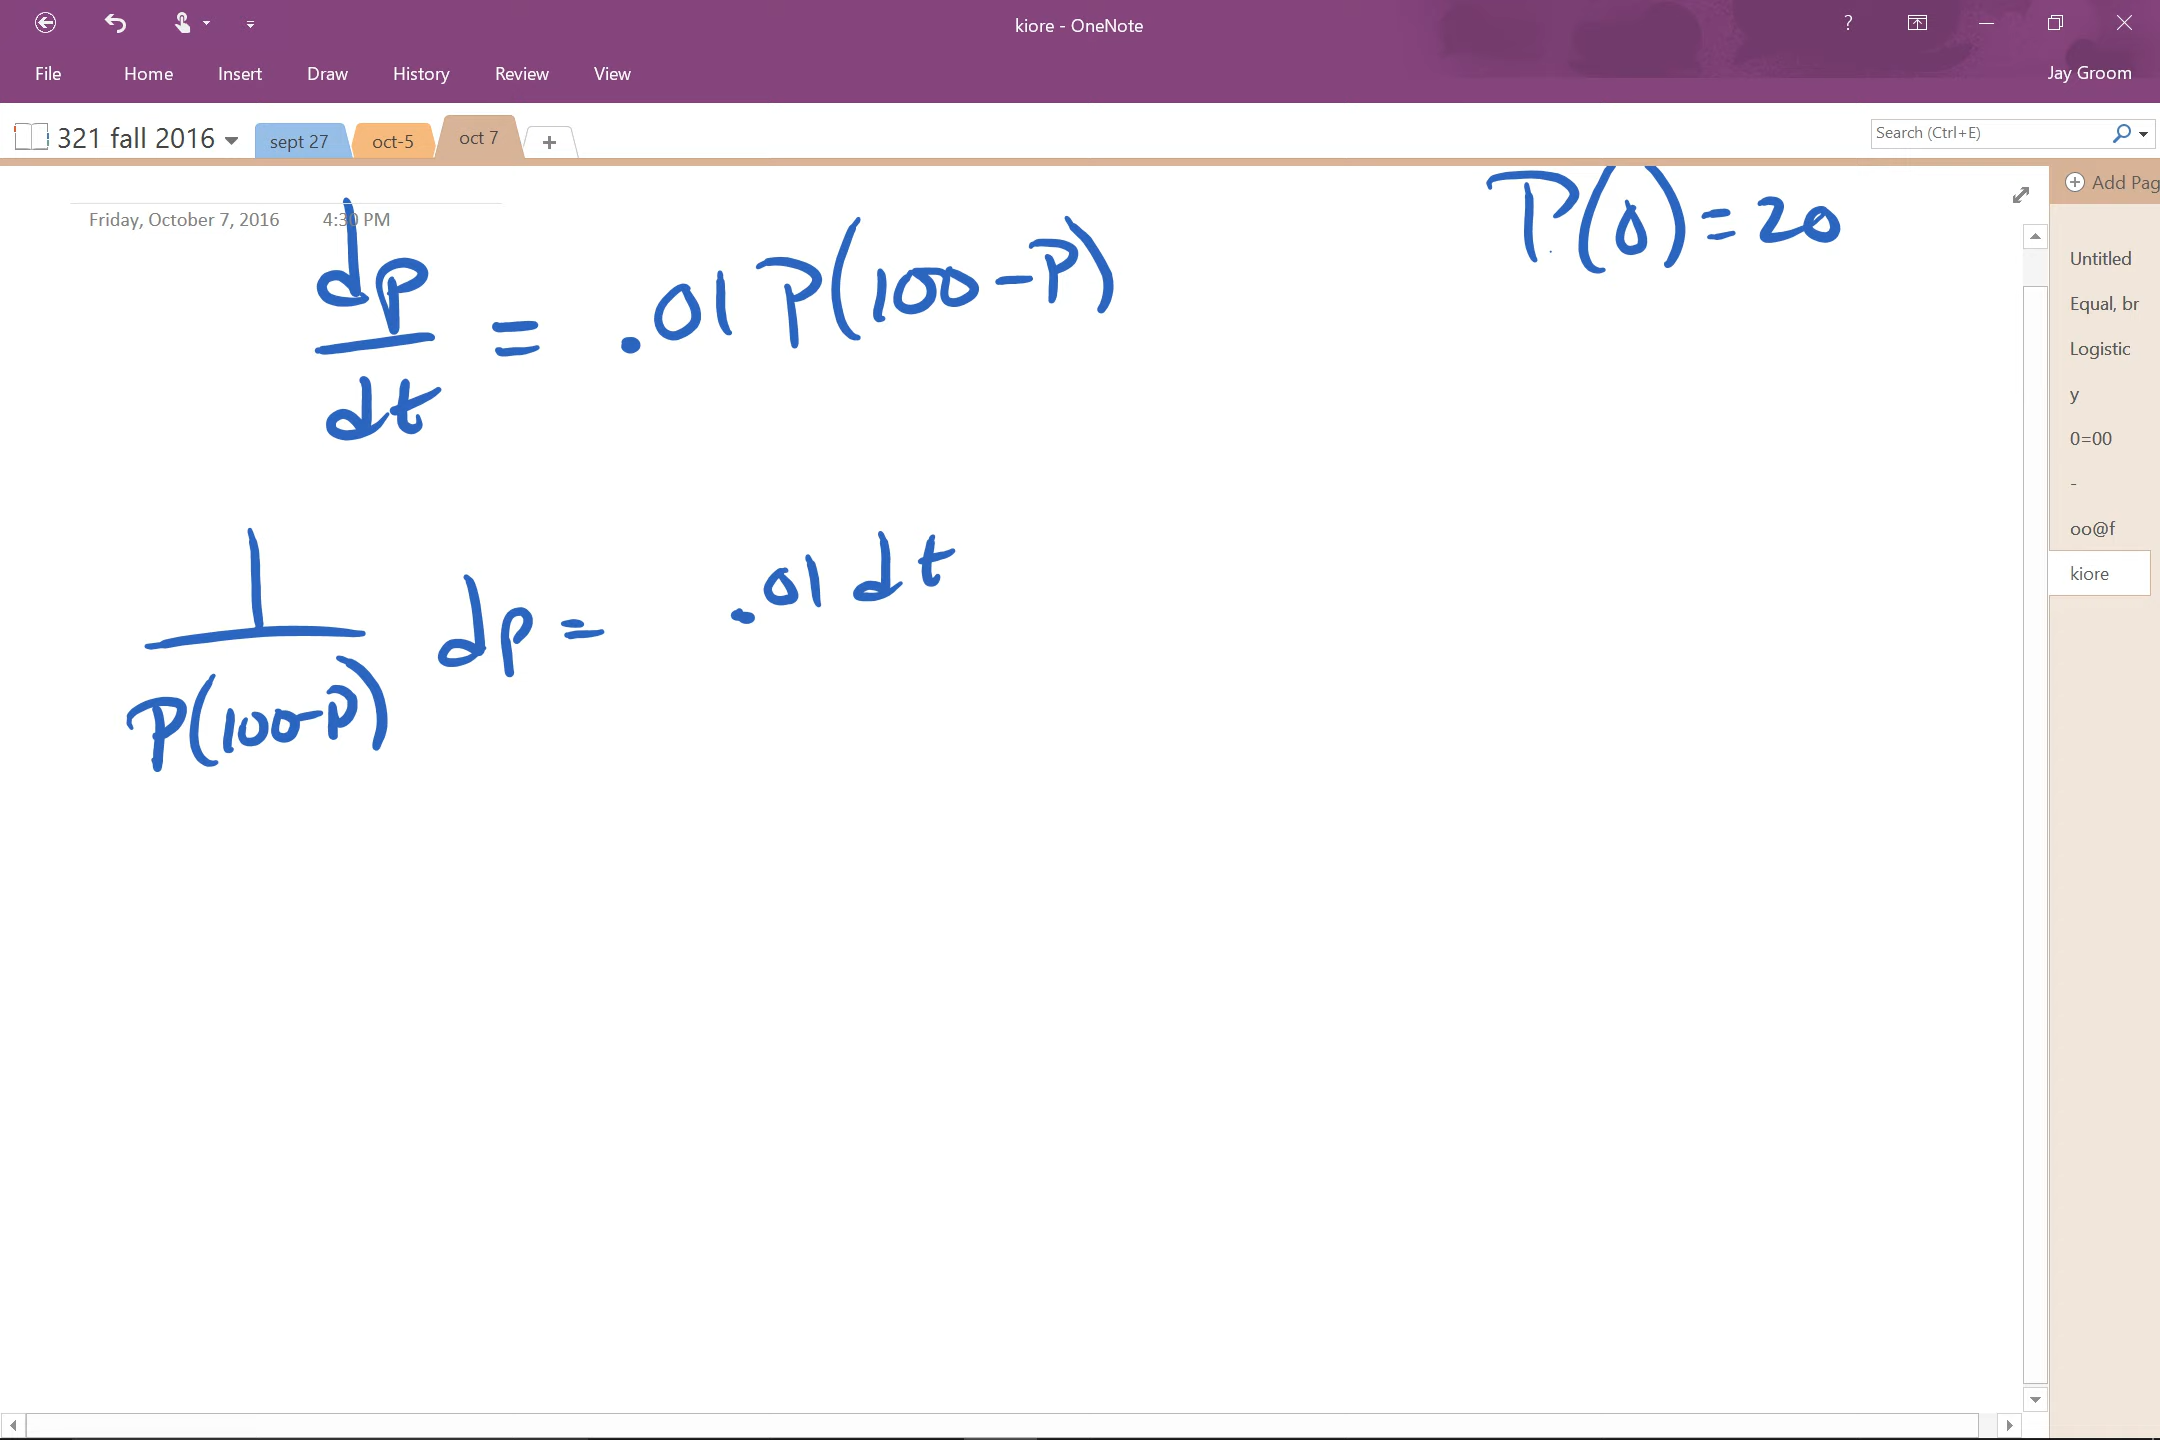 kiore - OneNote
?
File Home Insert Draw History Review View
Jay Groom
321 fall 2016 sept 27 oct-5 oct 7 +
Search (Ctrl+E)
Add Pag
Friday, October 7, 2016 4:30 PM
P(0) = 20
dp/dt = .01 P(100-P)
1/P(100-P) dp = .01 dt
Untitled
Equal, br
Logistic
y
0=00
-
oo@f
kiore